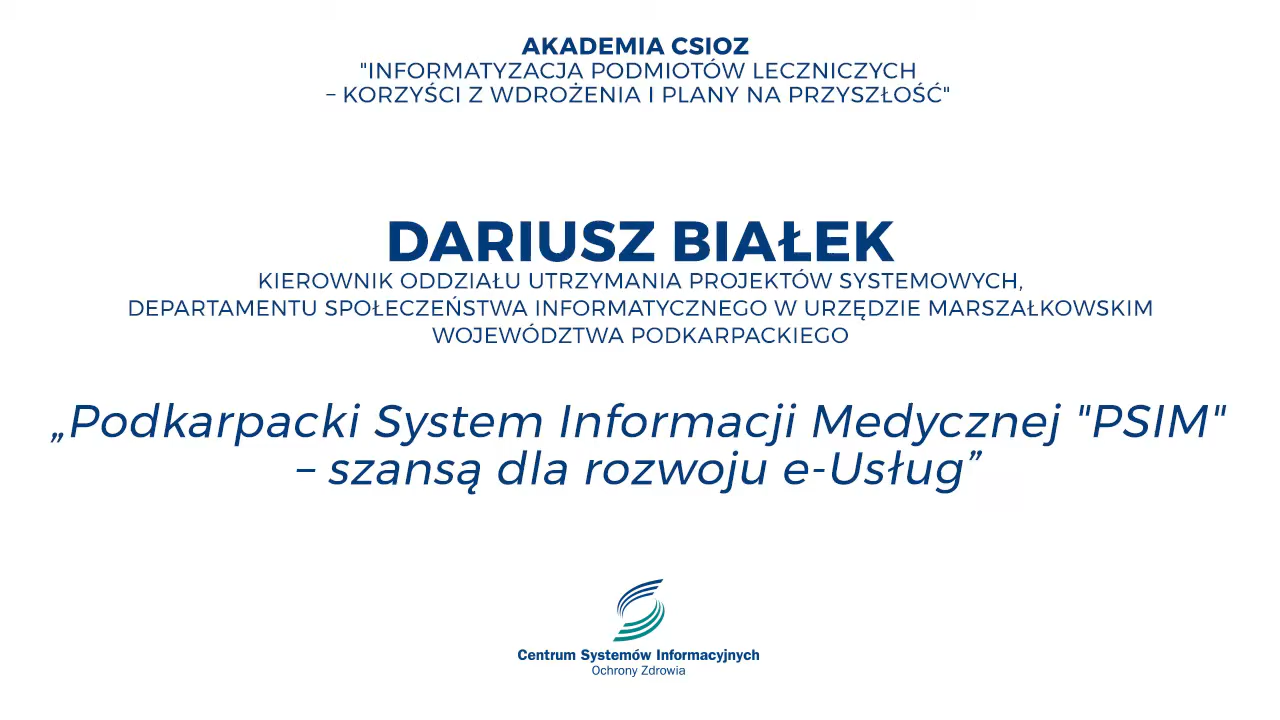 AKADEMIA CSIOZ
"INFORMATYZACJA PODMIOTÓW LECZNICZYCH
– KORZYŚCI Z WDROŻENIA I PLANY NA PRZYSZŁOŚĆ"
DARIUSZ BIAŁEK
KIEROWNIK ODDZIAŁU UTRZYMANIA PROJEKTÓW SYSTEMOWYCH,
DEPARTAMENTU SPOŁECZEŃSTWA INFORMATYCZNEGO W URZĘDZIE MARSZAŁKOWSKIM
WOJEWÓDZTWA PODKARPACKIEGO
„Podkarpacki System Informacji Medycznej "PSIM"
– szansą dla rozwoju e-Usług”
Centrum Systemów Informacyjnych
Ochrony Zdrowia